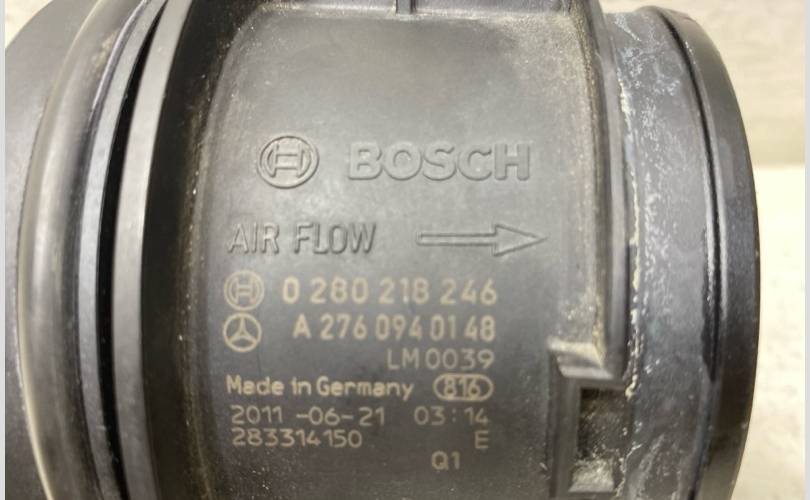 BOSCH
AIR FLOW
0 280 218 246
A 276 094 01 48
LM0039
Made in Germany 816
2011-06-21 03:14
283314150 E
Q1